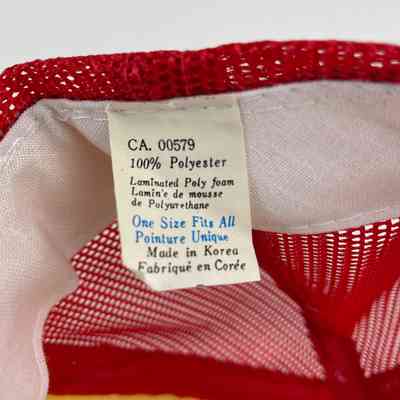 CA. 00579
100% Polyester
Laminated Poly foam
Lamin'e de mousse
de Polyurethane
One Size Fits All
Pointure Unique
Made in Korea
Fabriqué en Corée